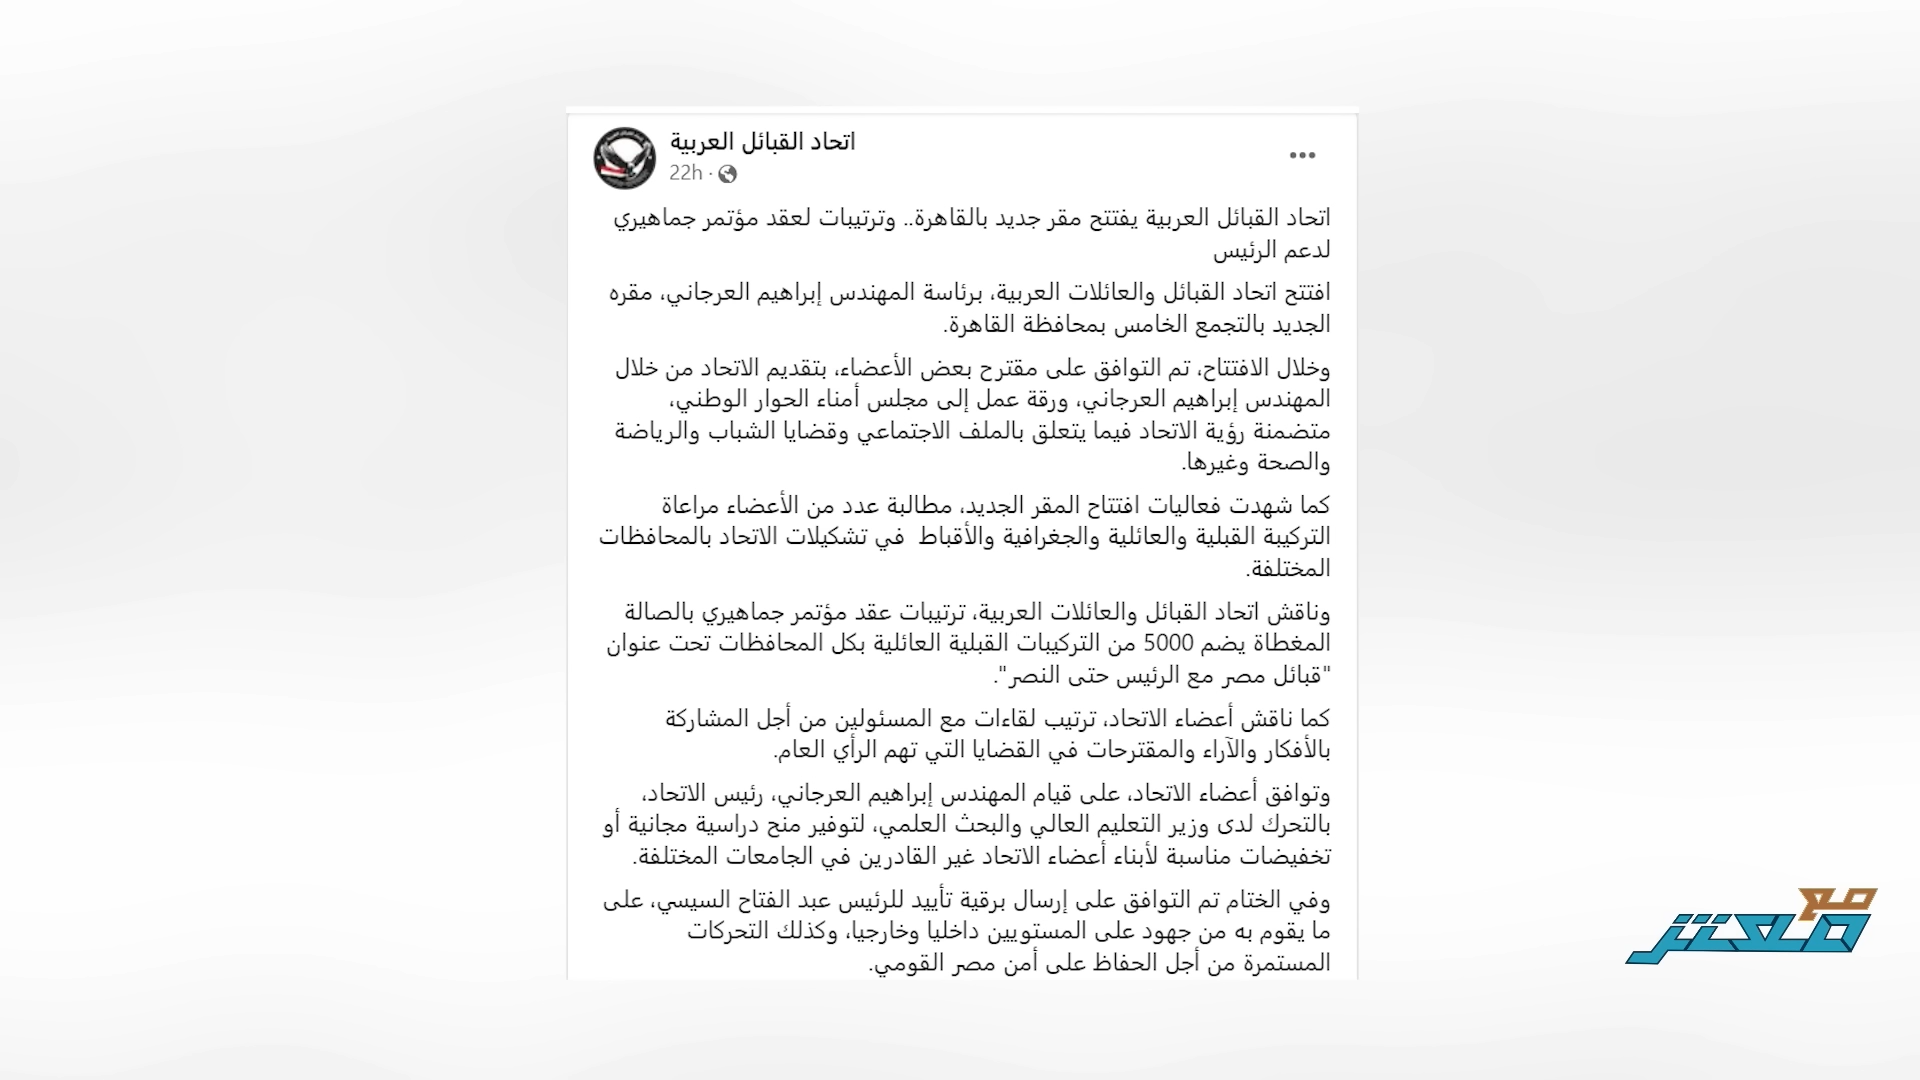 اتحاد القبائل العربية
22h ·
اتحاد القبائل العربية يفتتح مقر جديد بالقاهرة.. وترتيبات لعقد مؤتمر جماهيري
لدعم الرئيس
افتتح اتحاد القبائل والعائلات العربية، برئاسة المهندس إبراهيم العرجاني، مقره
الجديد بالتجمع الخامس بمحافظة القاهرة.
وخلال الافتتاح، تم التوافق على مقترح بعض الأعضاء، بتقديم الاتحاد من خلال
المهندس إبراهيم العرجاني، ورقة عمل إلى مجلس أمناء الحوار الوطني،
متضمنة رؤية الاتحاد فيما يتعلق بالملف الاجتماعي وقضايا الشباب والرياضة
والصحة وغيرها.
كما شهدت فعاليات افتتاح المقر الجديد، مطالبة عدد من الأعضاء مراعاة
التركيبة القبلية والعائلية والجغرافية والأقباط في تشكيلات الاتحاد بالمحافظات
المختلفة.
وناقش اتحاد القبائل والعائلات العربية، ترتيبات عقد مؤتمر جماهيري بالصالة
المغطاة يضم 5000 من التركيبات القبلية العائلية بكل المحافظات تحت عنوان
"قبائل مصر مع الرئيس حتى النصر".
كما ناقش أعضاء الاتحاد، ترتيب لقاءات مع المسئولين من أجل المشاركة
بالأفكار والآراء والمقترحات في القضايا التي تهم الرأي العام.
وتوافق أعضاء الاتحاد، على قيام المهندس إبراهيم العرجاني، رئيس الاتحاد،
بالتحرك لدى وزير التعليم العالي والبحث العلمي، لتوفير منح دراسية مجانية أو
تخفيضات مناسبة لأبناء أعضاء الاتحاد غير القادرين في الجامعات المختلفة.
وفي الختام تم التوافق على إرسال برقية تأييد للرئيس عبد الفتاح السيسي، على
ما يقوم به من جهود على المستويين داخليا وخارجيا، وكذلك التحركات
المستمرة من أجل الحفاظ على أمن مصر القومي.
مع
معتز